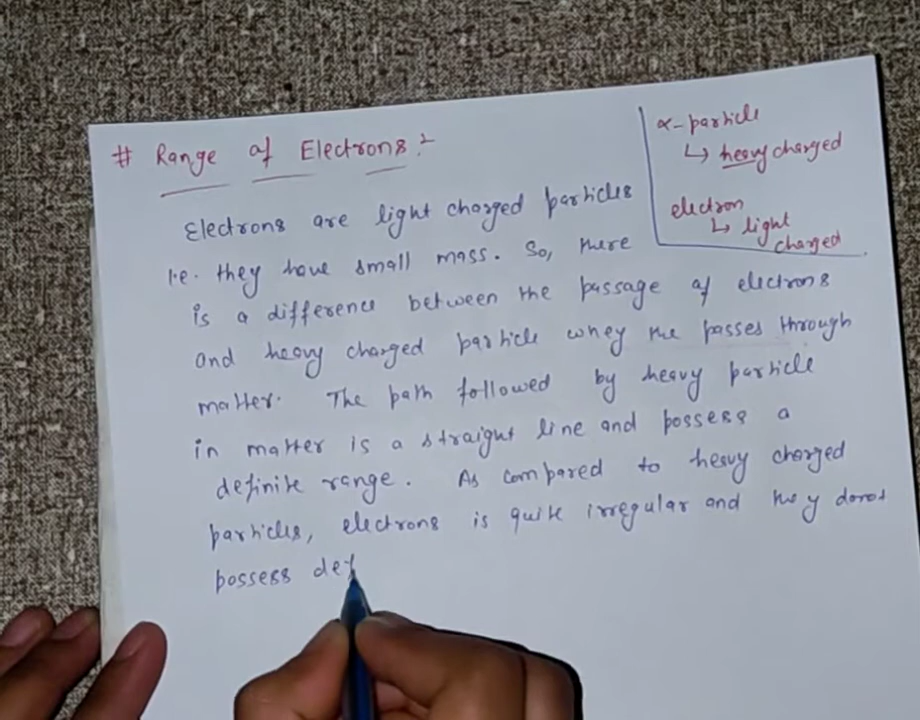 # Range of Electrons :-
α-particle
↳ heavy charged
electron
↳ light
charged
Electrons are light charged particles
i.e. they have small mass. So, there
is a difference between the passage of electrons
and heavy charged particle whey the passes through
matter. The path followed by heavy particle
in matter is a straight line and possess a
definite range. As compared to heavy charged
particles, electrons is quite irregular and they donot
possess def